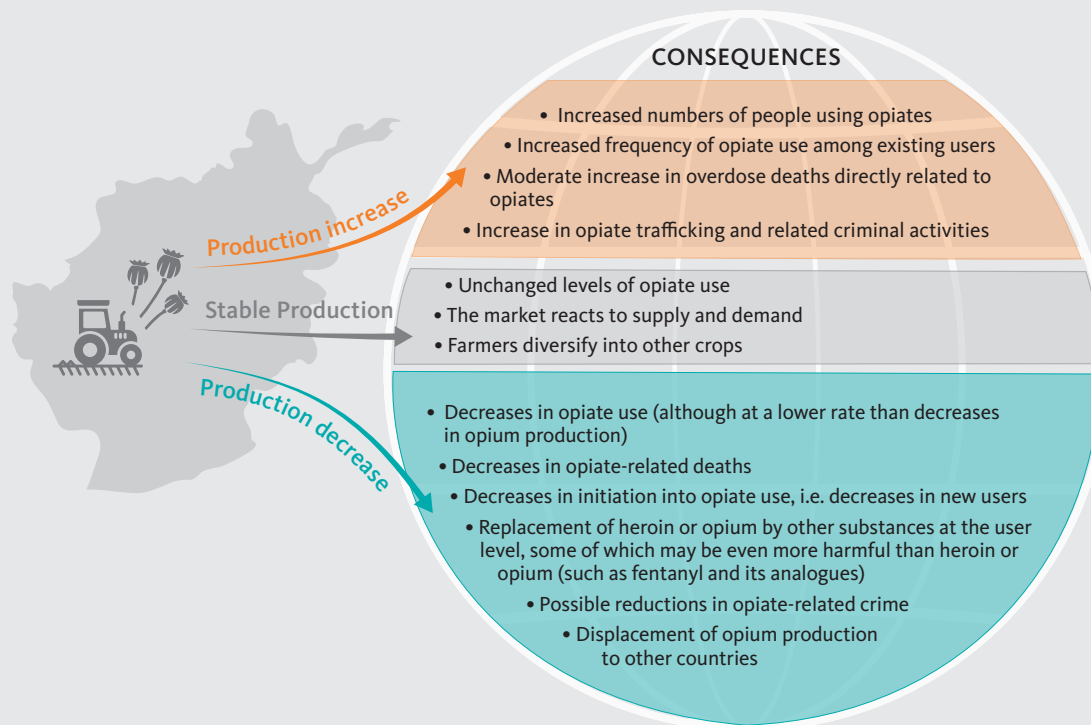 CONSEQUENCES
• Increased numbers of people using opiates
• Increased frequency of opiate use among existing users
• Moderate increase in overdose deaths directly related to
opiates
• Increase in opiate trafficking and related criminal activities
Production increase
• Unchanged levels of opiate use
• The market reacts to supply and demand
• Farmers diversify into other crops
Stable Production
Production decrease
• Decreases in opiate use (although at a lower rate than decreases
in opium production)
• Decreases in opiate-related deaths
• Decreases in initiation into opiate use, i.e. decreases in new users
• Replacement of heroin or opium by other substances at the user
level, some of which may be even more harmful than heroin or
opium (such as fentanyl and its analogues)
• Possible reductions in opiate-related crime
• Displacement of opium production
to other countries